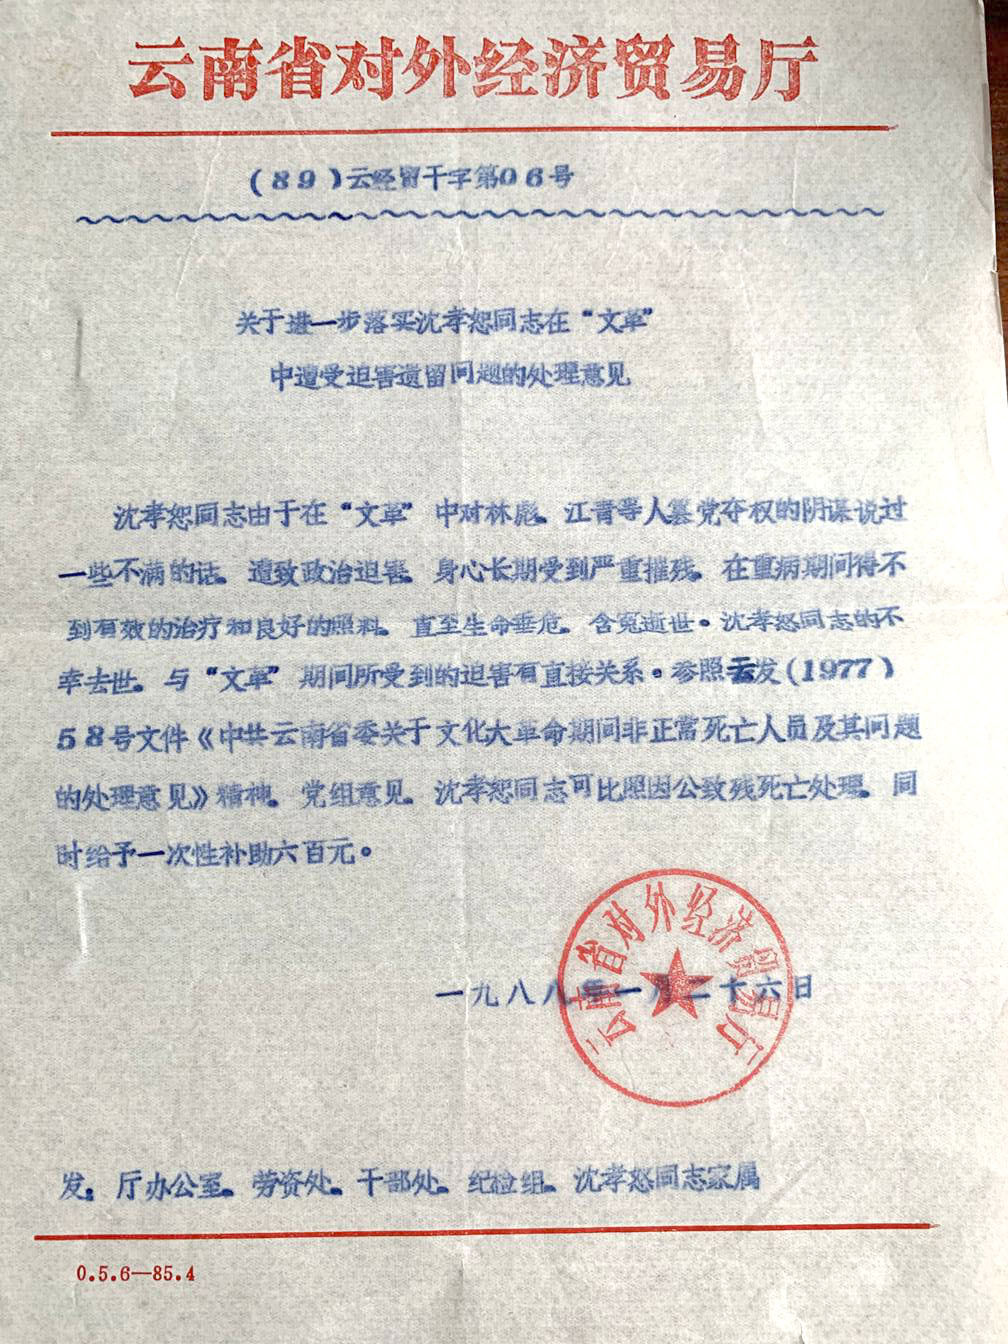 云南省对外经济贸易厅
(89)云经贸干字第06号
关于进一步落实沈孝恕同志在“文革”
中遭受迫害遗留问题的处理意见
沈孝恕同志由于在“文革”中对林彪、江青等人篡党夺权的阴谋说过
一些不满的话。遭致政治迫害。身心长期受到严重摧残。在重病期间得不
到有效的治疗和良好的照料。直至生命垂危。含冤逝世。沈孝恕同志的不
幸去世。与“文革”期间所受到的迫害有直接关系。参照云发(1977)
58号文件《中共云南省委关于文化大革命期间非正常死亡人员及其问题
的处理意见》精神。党组意见。沈孝恕同志可比照因公致残死亡处理。同
时给予一次性补助六百元。
一九八八年一月二十六日
云南省对外经济贸易厅
发:厅办公室、劳资处、干部处、纪检组、沈孝恕同志家属
0.5.6—85.4